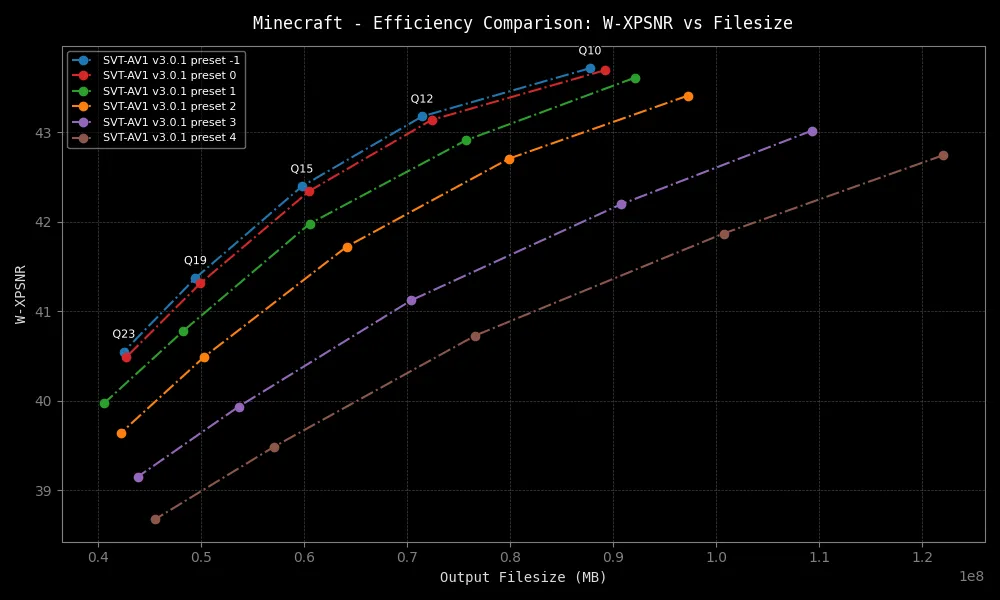 Minecraft - Efficiency Comparison: W-XPSNR vs Filesize
SVT-AV1 v3.0.1 preset -1
SVT-AV1 v3.0.1 preset 0
SVT-AV1 v3.0.1 preset 1
SVT-AV1 v3.0.1 preset 2
SVT-AV1 v3.0.1 preset 3
SVT-AV1 v3.0.1 preset 4
Q10
Q12
Q15
Q19
Q23
W-XPSNR
43
42
41
40
39
0.4 0.5 0.6 0.7 0.8 0.9 1.0 1.1 1.2
1e8
Output Filesize (MB)